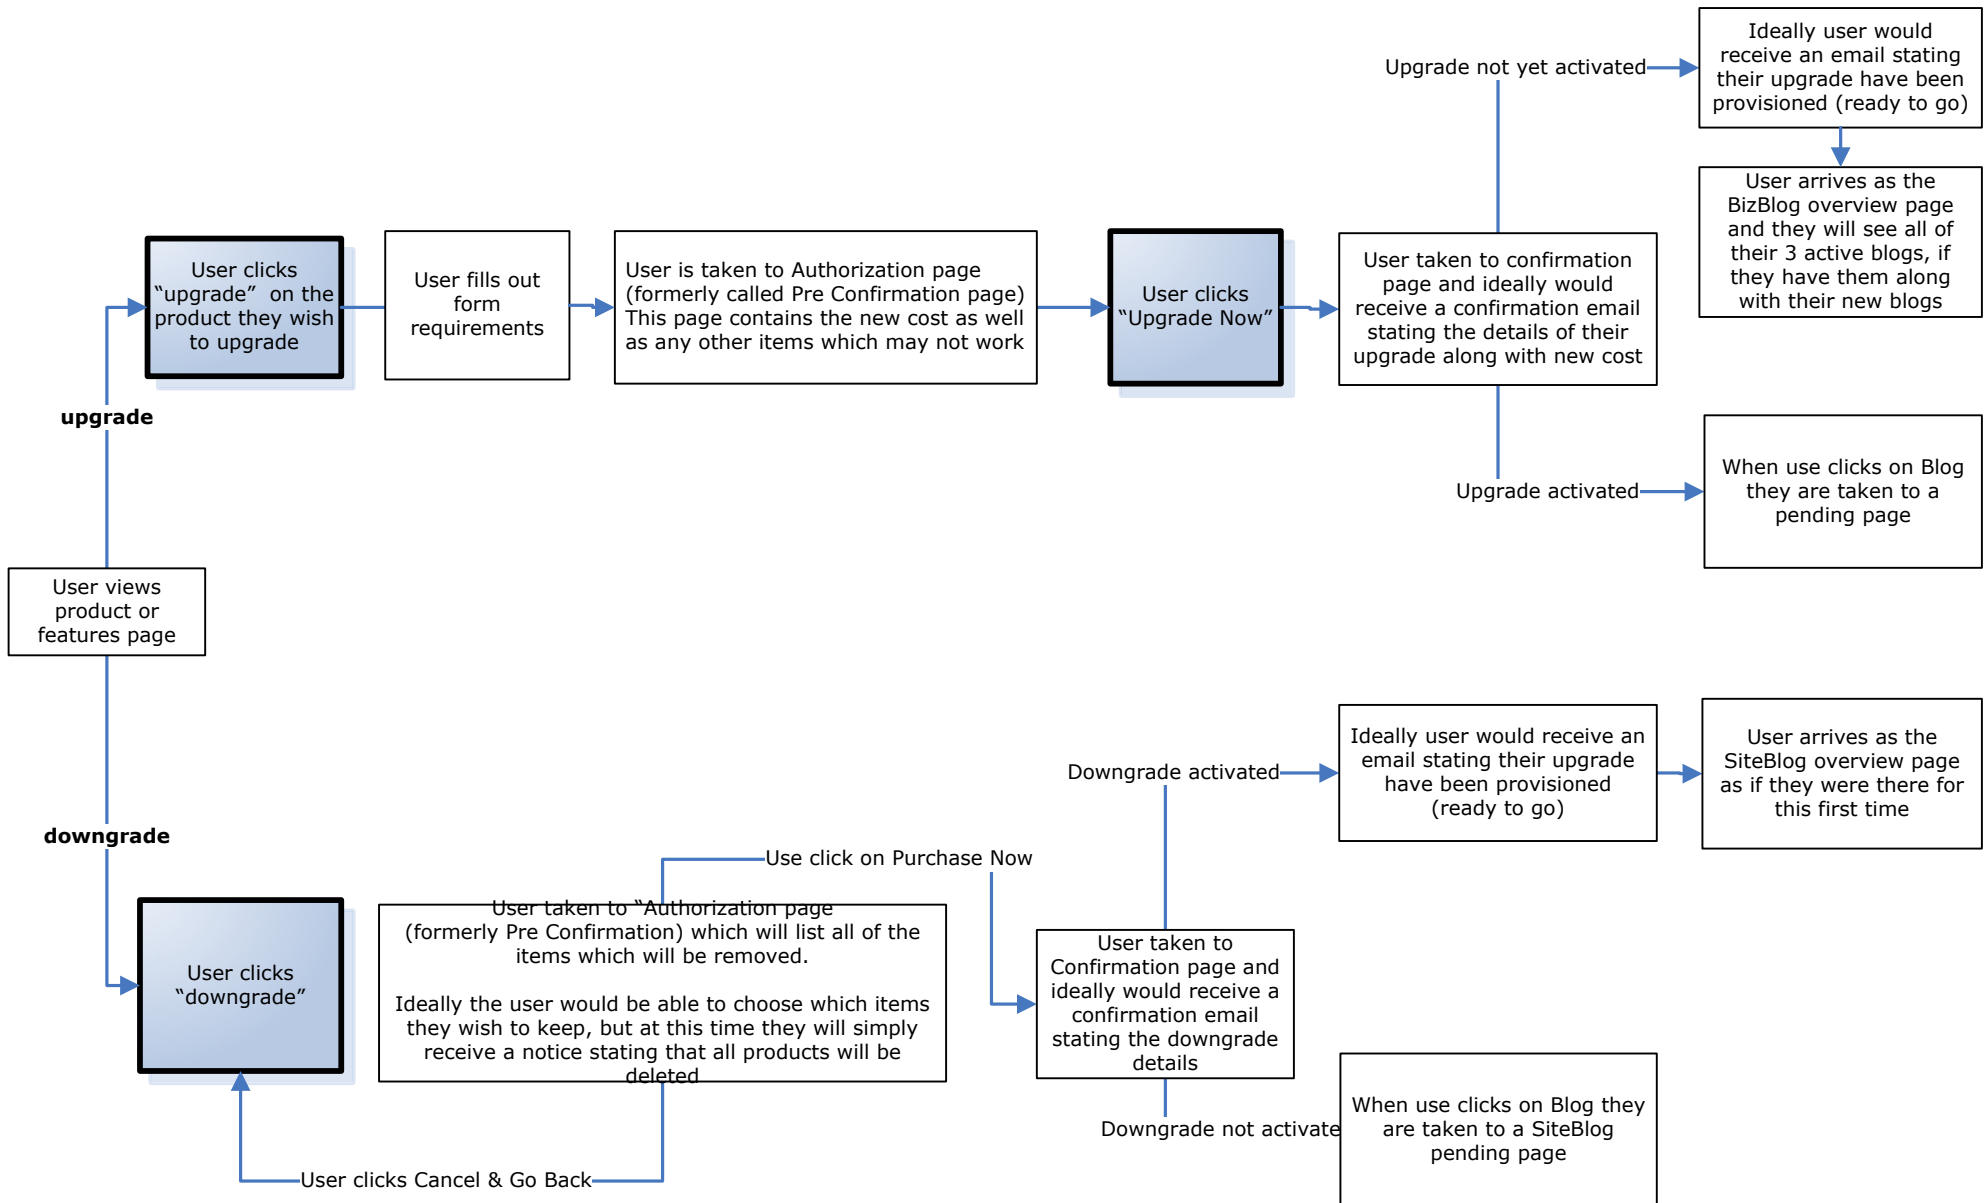 Upgrade not yet activated
Ideally user would
receive an email stating
their upgrade have been
provisioned (ready to go)
User arrives as the
BizBlog overview page
and they will see all of
their 3 active blogs, if
they have them along
with their new blogs
User clicks
“upgrade”  on the
product they wish
to upgrade
User fills out
form
requirements
User is taken to Authorization page
(formerly called Pre Confirmation page)
This page contains the new cost as well
as any other items which may not work
User clicks
“Upgrade Now”
User taken to confirmation
page and ideally would
receive a confirmation email
stating the details of their
upgrade along with new cost
upgrade
Upgrade activated
When use clicks on Blog
they are taken to a
pending page
User views
product or
features page
downgrade
User clicks
“downgrade”
User taken to “Authorization page
(formerly Pre Confirmation) which will list all of the
items which will be removed.
Ideally the user would be able to choose which items
they wish to keep, but at this time they will simply
receive a notice stating that all products will be
deleted
User clicks Cancel & Go Back
Use click on Purchase Now
User taken to
Confirmation page and
ideally would receive a
confirmation email
stating the downgrade
details
Downgrade activated
Ideally user would receive an
email stating their upgrade
have been provisioned
(ready to go)
User arrives as the
SiteBlog overview page
as if they were there for
this first time
Downgrade not activate
When use clicks on Blog they
are taken to a SiteBlog
pending page